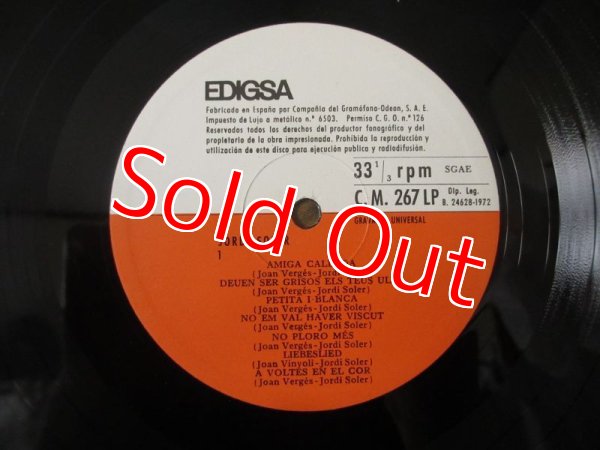 EDIGSA
Fabricada en España por Compañía del Gramófono-Odeon, S. A. E.
Impuesto de Lujo a metálico n.º 6503. Permiso C. G. O. n.º 126
Reservados todos los derechos del productor fonográfico y del
propietario de la obra impresionada. Prohibida la reproducción y
utilización de este disco para ejecución pública y radiodifusión.
33 1/3 rpm SGAE
C. M. 267 LP Dip. Leg.
B. 24628-1972
UNIVERSAL
1
AMIGA
(Joan Vergés-Jordi Soler)
DEUEN SER GRISOS ELS TEUS
(Joan Vergés-Jordi Soler)
PETITA I BLANCA
(Joan Vergés-Jordi Soler)
NO EM VAL HAVER VISCUT
(Joan Vergés-Jordi Soler)
NO PLORO MÉS
(Joan Vergés-Jordi Soler)
LIEBESLIED
(Joan Vinyoli-Jordi Soler)
A VOLTES EN EL COR
(Joan Vergés-Jordi Soler)
Sold Out